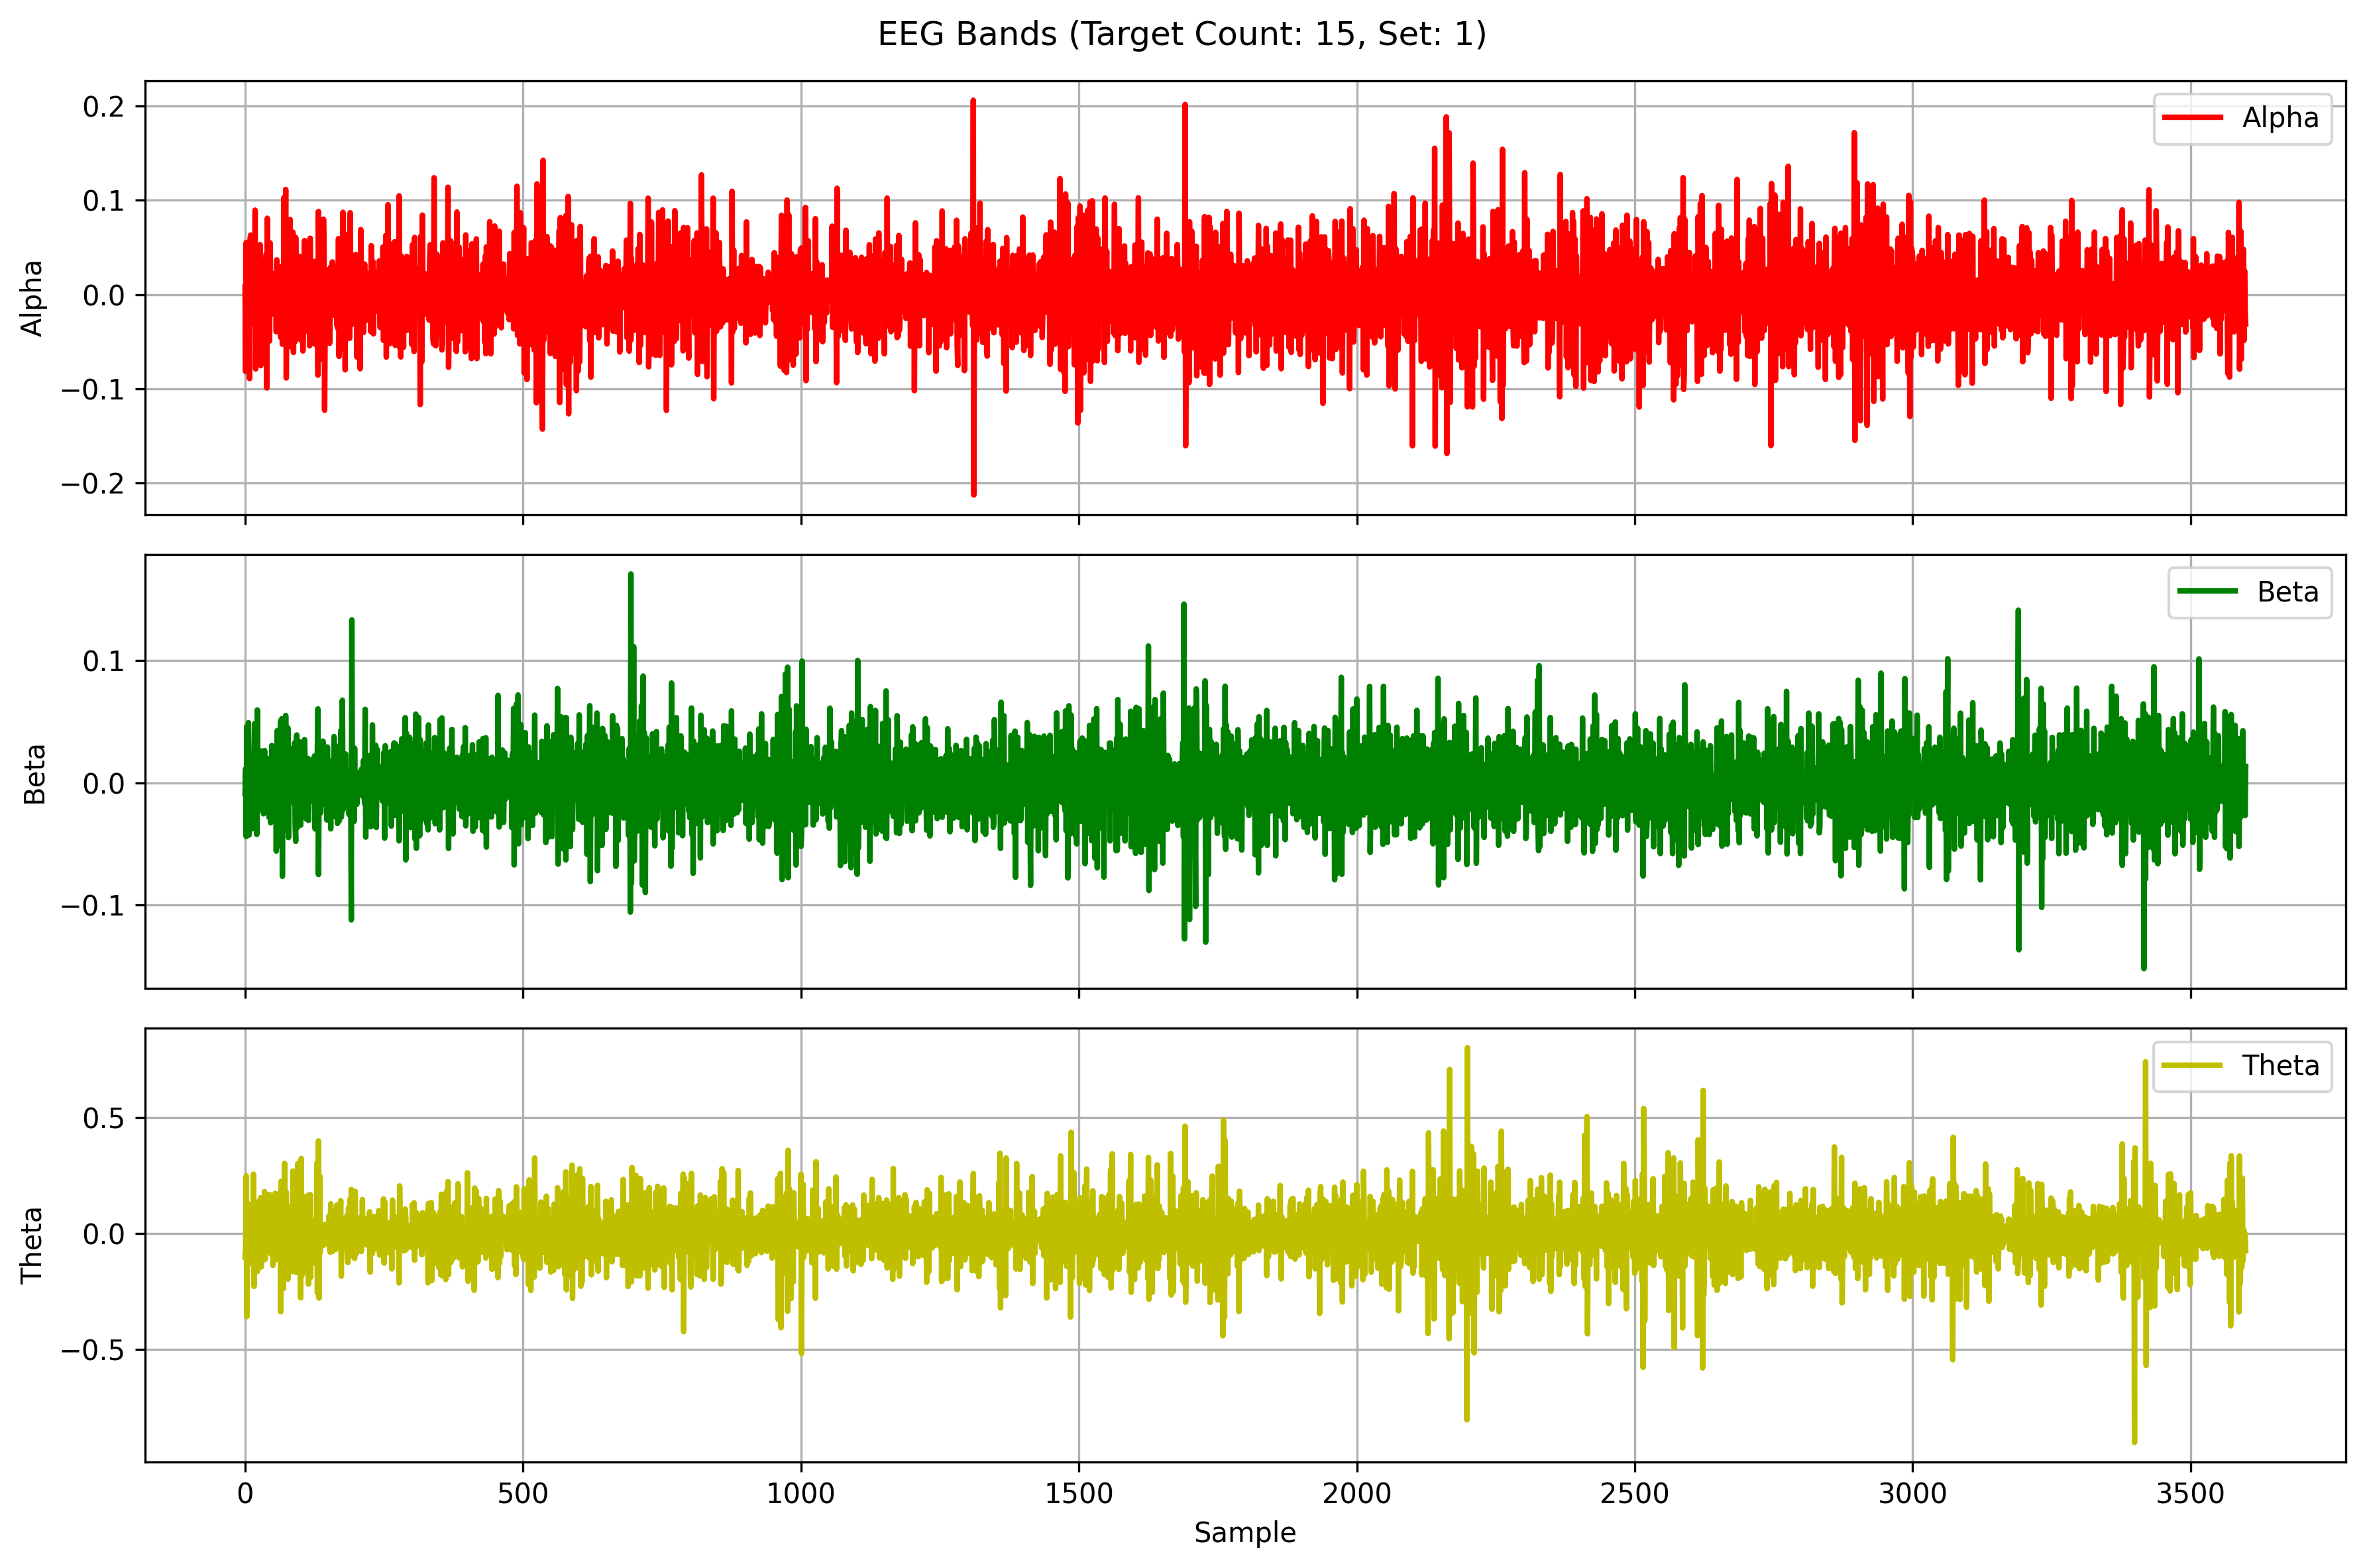 EEG Bands (Target Count: 15, Set: 1)
0.2
0.1
0.0
−0.1
−0.2
Alpha
Alpha
0.1
0.0
−0.1
Beta
Beta
0.5
0.0
−0.5
Theta
Theta
0 500 1000 1500 2000 2500 3000 3500
Sample